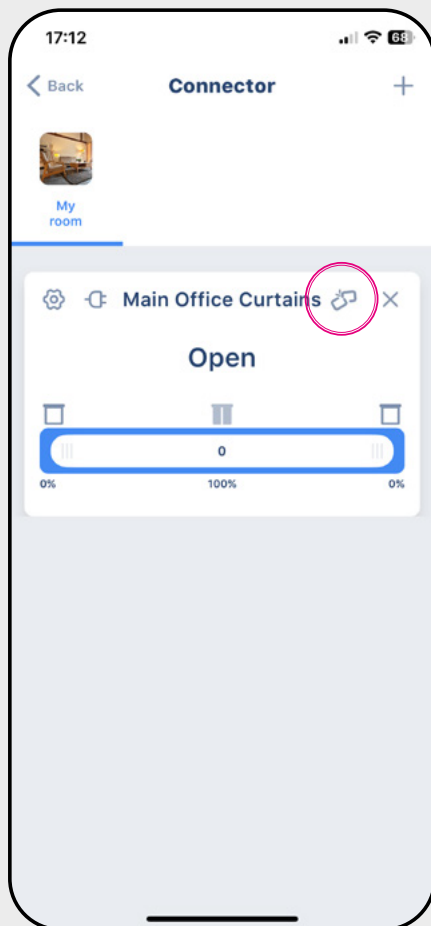 17:12
68
Back
Connector
My
room
Main Office Curtains
Open
0
0%
100%
0%